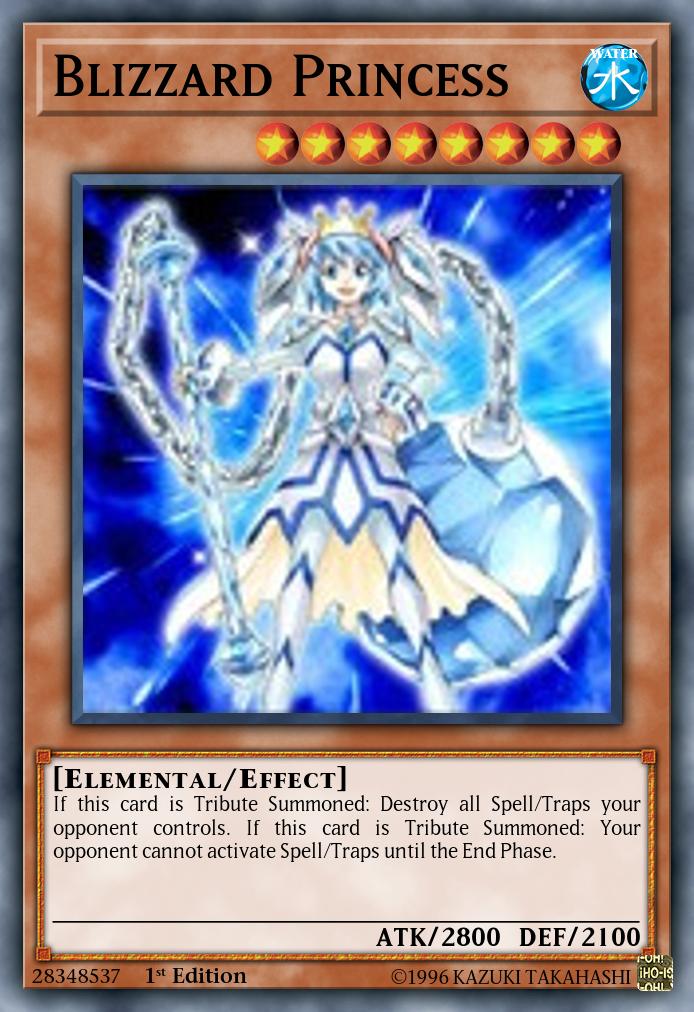 Blizzard Princess
WATER
水
[Elemental/Effect]
If this card is Tribute Summoned: Destroy all Spell/Traps your
opponent controls. If this card is Tribute Summoned: Your
opponent cannot activate Spell/Traps until the End Phase.
ATK/2800 DEF/2100
28348537 1st Edition ©1996 KAZUKI TAKAHASHI